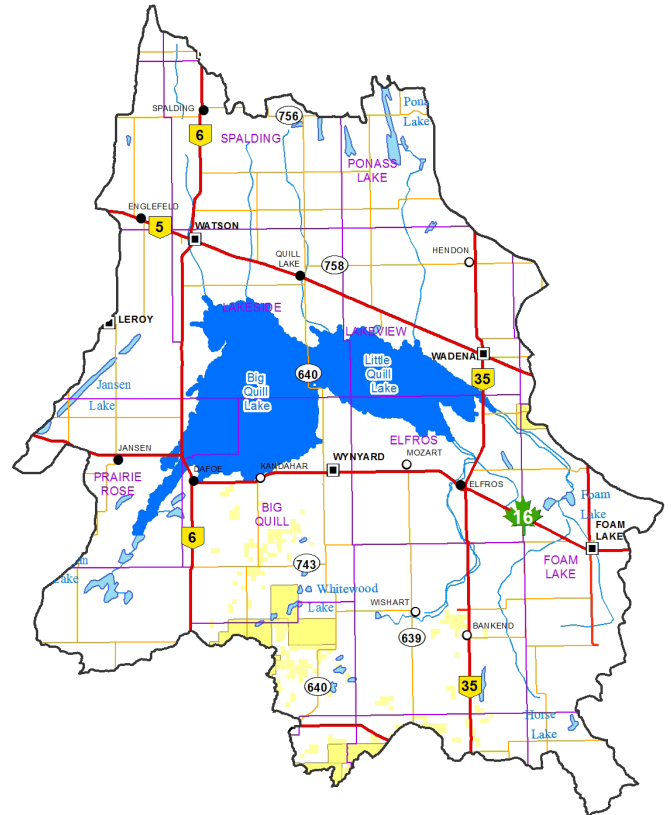 Pona
Lake
SPALDING
756
6
SPALDING
PONASS
LAKE
ENGLEFELD
5
WATSON
QUILL
LAKE
758
HENDON
LAKESIDE
LEROY
LAKEVIEW
WADENA
Little
Quill
Lake
640
Big
Quill
Lake
35
Jansen
Lake
ELFROS
MOZART
JANSEN
WYNYARD
KANDAHAR
DAFOE
PRAIRIE
ROSE
ELFROS
BIG
QUILL
16
Foam
Lake
FOAM
LAKE
6
FOAM
LAKE
Lake
743
Whitewood
Lake
WISHART
639
BANKEND
640
35
Horse
Lake